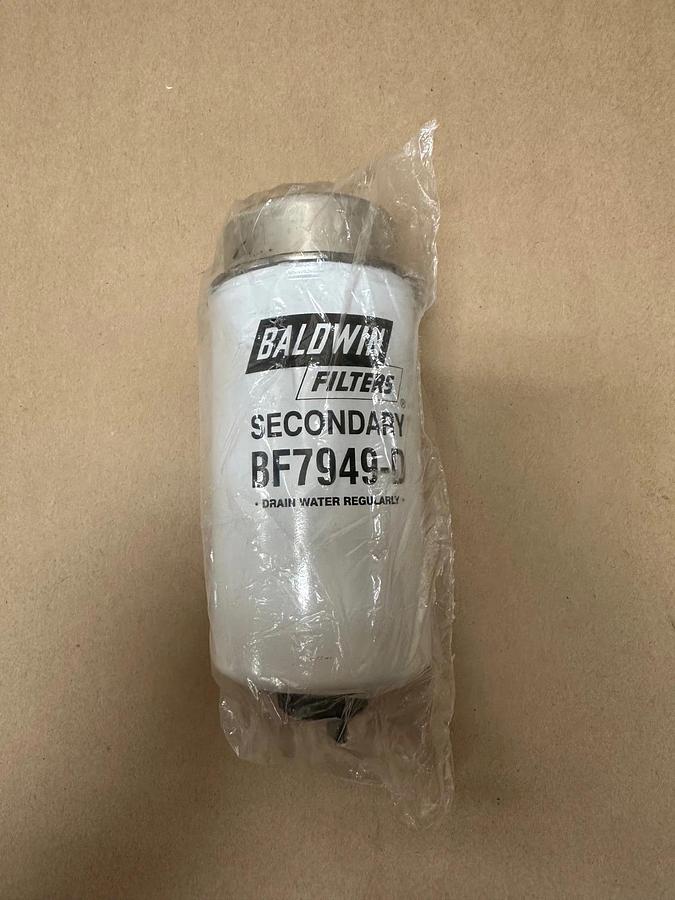 BALDWIN
FILTERS
®
SECONDARY
BF7949-D
• DRAIN WATER REGULARLY •